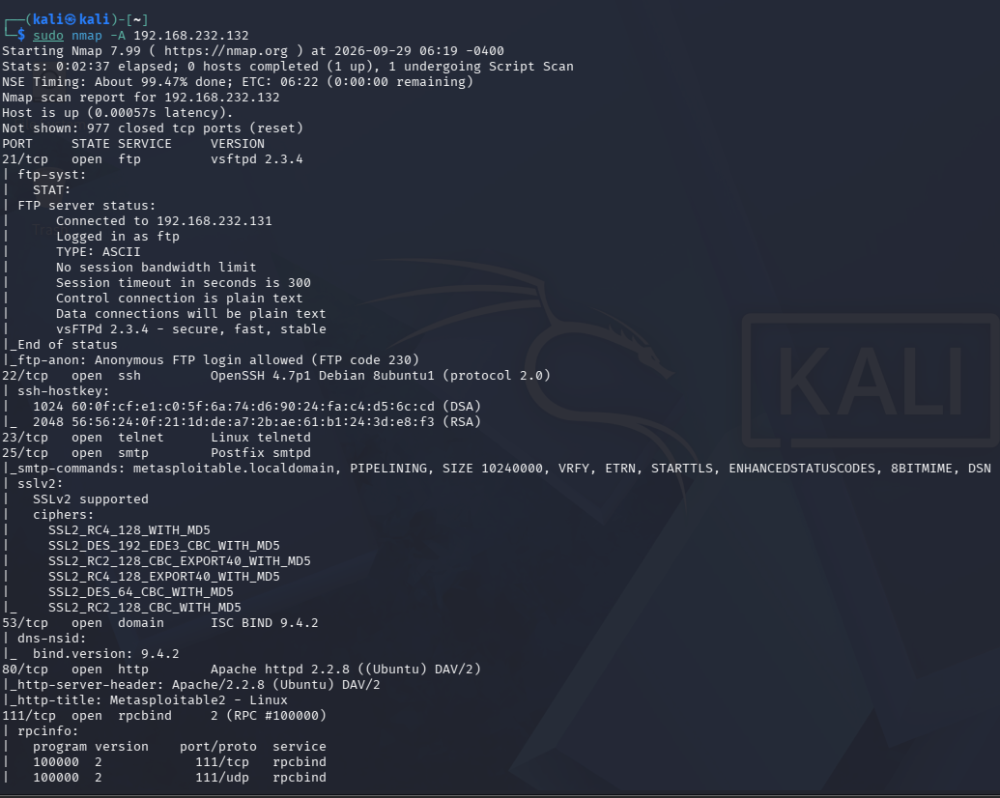 ┌──(kali㉿kali)-[~]
└─$ sudo nmap -A 192.168.232.132
Starting Nmap 7.99 ( https://nmap.org ) at 2026-09-29 06:19 -0400
Stats: 0:02:37 elapsed; 0 hosts completed (1 up), 1 undergoing Script Scan
NSE Timing: About 99.47% done; ETC: 06:22 (0:00:00 remaining)
Nmap scan report for 192.168.232.132
Host is up (0.00057s latency).
Not shown: 977 closed tcp ports (reset)
PORT     STATE SERVICE     VERSION
21/tcp   open  ftp         vsftpd 2.3.4
| ftp-syst:
|   STAT:
| FTP server status:
|      Connected to 192.168.232.131
|      Logged in as ftp
|      TYPE: ASCII
|      No session bandwidth limit
|      Session timeout in seconds is 300
|      Control connection is plain text
|      Data connections will be plain text
|      vsFTPd 2.3.4 - secure, fast, stable
|_End of status
|_ftp-anon: Anonymous FTP login allowed (FTP code 230)
22/tcp   open  ssh         OpenSSH 4.7p1 Debian 8ubuntu1 (protocol 2.0)
| ssh-hostkey:
|   1024 60:0f:cf:e1:c0:5f:6a:74:d6:90:24:fa:c4:d5:6c:cd (DSA)
|_  2048 56:56:24:0f:21:1d:de:a7:2b:ae:61:b1:24:3d:e8:f3 (RSA)
23/tcp   open  telnet      Linux telnetd
25/tcp   open  smtp        Postfix smtpd
|_smtp-commands: metasploitable.localdomain, PIPELINING, SIZE 10240000, VRFY, ETRN, STARTTLS, ENHANCEDSTATUSCODES, 8BITMIME, DSN
| sslv2:
|   SSLv2 supported
|   ciphers:
|     SSL2_RC4_128_WITH_MD5
|     SSL2_DES_192_EDE3_CBC_WITH_MD5
|     SSL2_RC2_128_CBC_EXPORT40_WITH_MD5
|     SSL2_RC4_128_EXPORT40_WITH_MD5
|     SSL2_DES_64_CBC_WITH_MD5
|_    SSL2_RC2_128_CBC_WITH_MD5
53/tcp   open  domain      ISC BIND 9.4.2
| dns-nsid:
|_  bind.version: 9.4.2
80/tcp   open  http        Apache httpd 2.2.8 ((Ubuntu) DAV/2)
|_http-server-header: Apache/2.2.8 (Ubuntu) DAV/2
|_http-title: Metasploitable2 - Linux
111/tcp  open  rpcbind     2 (RPC #100000)
| rpcinfo:
|   program version    port/proto  service
|   100000  2            111/tcp   rpcbind
|   100000  2            111/udp   rpcbind
KALI